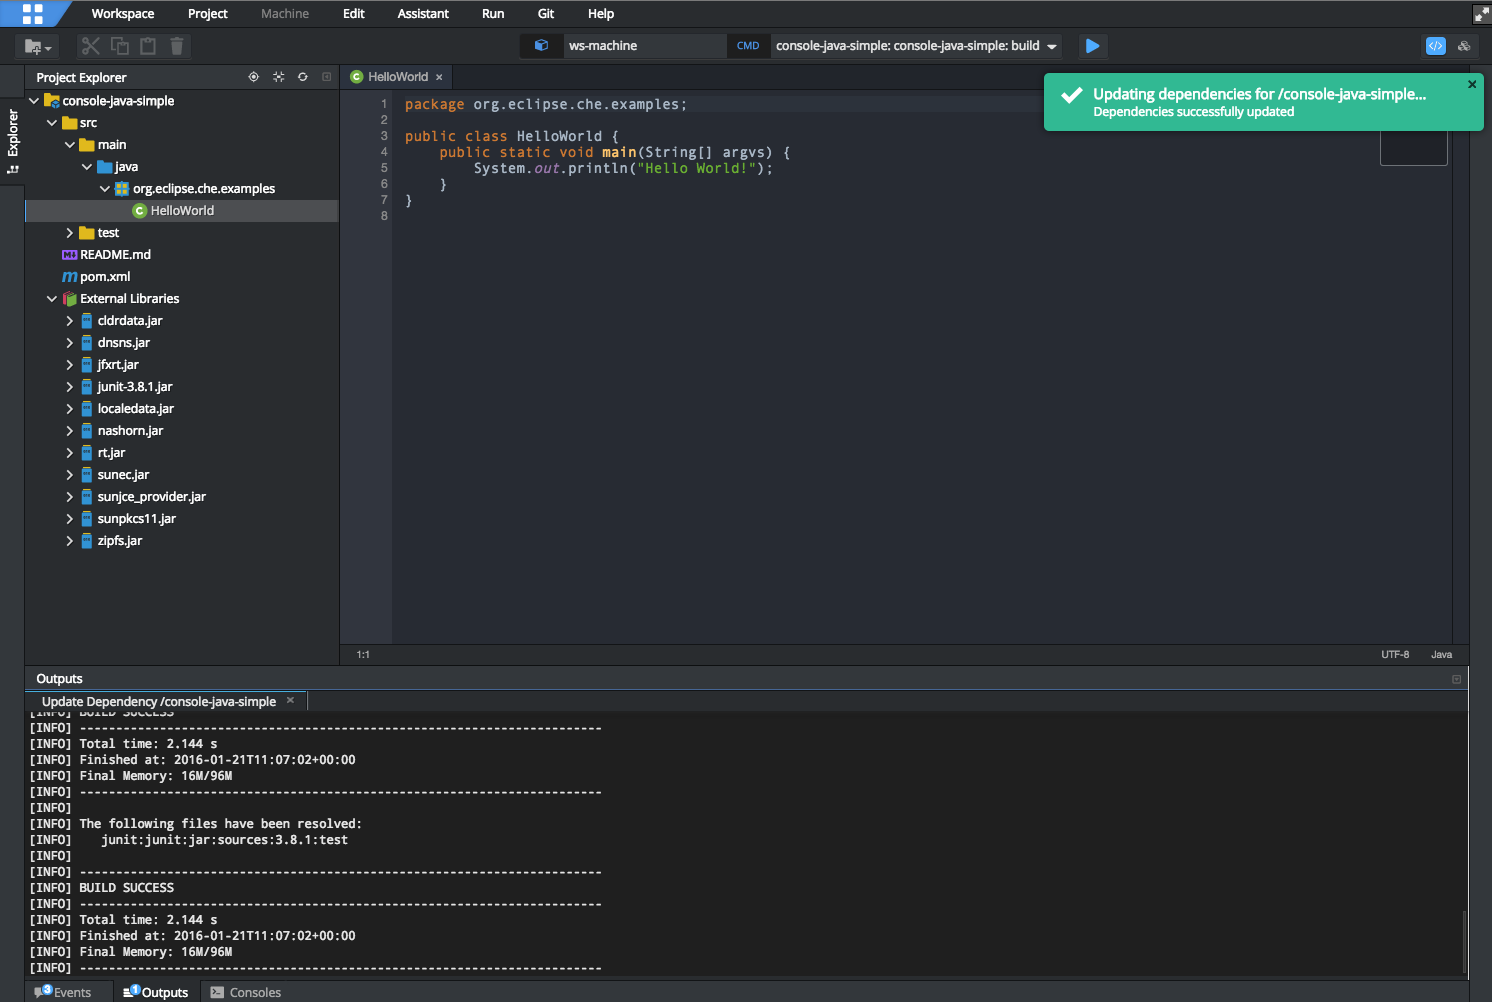 Workspace Project Machine Edit Assistant Run Git Help
ws-machine CMD console-java-simple: console-java-simple: build
Explorer
Project Explorer
console-java-simple
src
main
java
org.eclipse.che.examples
HelloWorld
test
README.md
pom.xml
External Libraries
cldrdata.jar
dnsns.jar
jfxrt.jar
junit-3.8.1.jar
localedata.jar
nashorn.jar
rt.jar
sunec.jar
sunjce_provider.jar
sunpkcs11.jar
zipfs.jar
HelloWorld
1 package org.eclipse.che.examples;
2
3 public class HelloWorld {
4 public static void main(String[] argvs) {
5 System.out.println("Hello World!");
6 }
7 }
8
Updating dependencies for /console-java-simple...
Dependencies successfully updated
1:1 UTF-8 Java
Outputs
Update Dependency /console-java-simple
[INFO] BUILD SUCCESS
[INFO] ------------------------------------------------------------------------
[INFO] Total time: 2.144 s
[INFO] Finished at: 2016-01-21T11:07:02+00:00
[INFO] Final Memory: 16M/96M
[INFO] ------------------------------------------------------------------------
[INFO]
[INFO] The following files have been resolved:
[INFO] junit:junit:jar:sources:3.8.1:test
[INFO]
[INFO] ------------------------------------------------------------------------
[INFO] BUILD SUCCESS
[INFO] ------------------------------------------------------------------------
[INFO] Total time: 2.144 s
[INFO] Finished at: 2016-01-21T11:07:02+00:00
[INFO] Final Memory: 16M/96M
[INFO] ------------------------------------------------------------------------
3 Events 1 Outputs Consoles